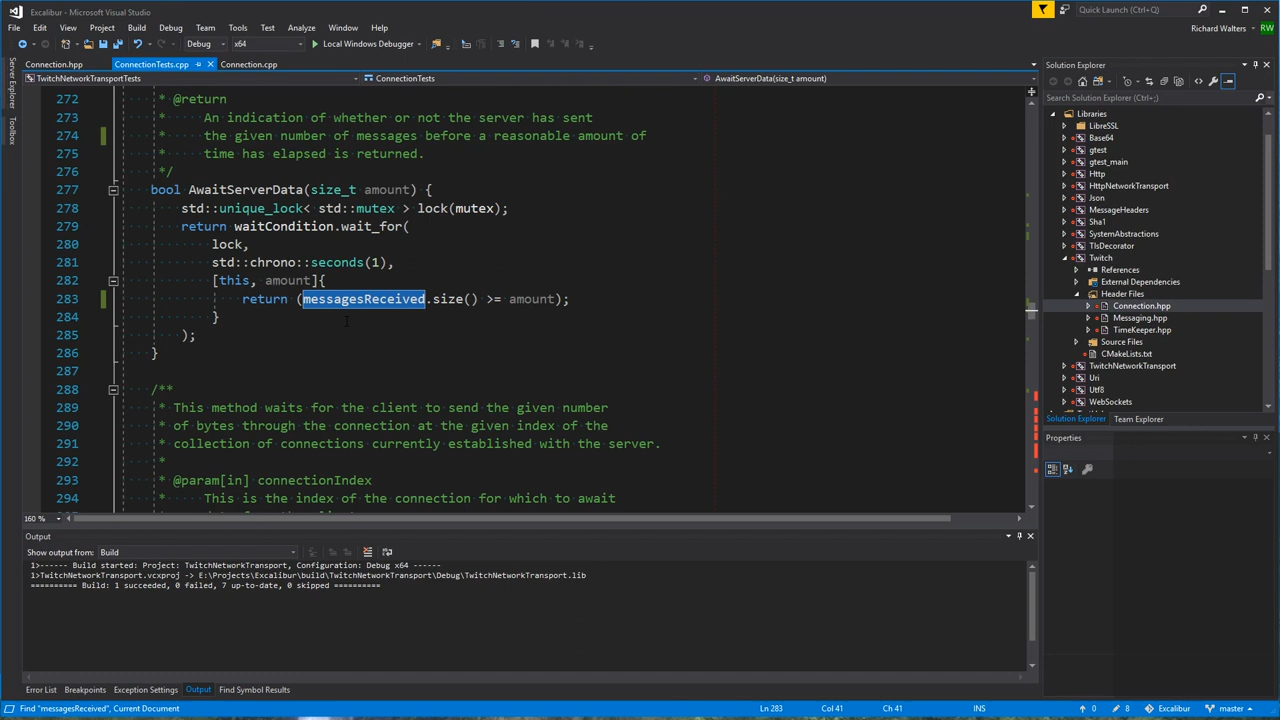 Excalibur - Microsoft Visual Studio
Quick Launch (Ctrl+Q)
File Edit View Project Build Debug Team Tools Test Analyze Window Help
Richard Walters RW
Debug x64 Local Windows Debugger
Connection.hpp ConnectionTests.cpp Connection.cpp
TwitchNetworkTransportTests ConnectionTests AwaitServerData(size_t amount)
Server Explorer
Toolbox
272 * @return
273 * An indication of whether or not the server has sent
274 * the given number of messages before a reasonable amount of
275 * time has elapsed is returned.
276 */
277 bool AwaitServerData(size_t amount) {
278 std::unique_lock< std::mutex > lock(mutex);
279 return waitCondition.wait_for(
280 lock,
281 std::chrono::seconds(1),
282 [this, amount]{
283 return (messagesReceived.size() >= amount);
284 }
285 );
286 }
287
288 /**
289 * This method waits for the client to send the given number
290 * of bytes through the connection at the given index of the
291 * collection of connections currently established with the server.
292 *
293 * @param[in] connectionIndex
294 * This is the index of the connection for which to await
160 %
Solution Explorer
Search Solution Explorer (Ctrl+;)
Libraries
LibreSSL
Base64
gtest
gtest_main
Http
HttpNetworkTransport
Json
MessageHeaders
Sha1
SystemAbstractions
TlsDecorator
Twitch
References
External Dependencies
Header Files
Connection.hpp
Messaging.hpp
TimeKeeper.hpp
Source Files
CMakeLists.txt
TwitchNetworkTransport
Uri
Utf8
WebSockets
Solution Explorer Team Explorer
Properties
Output
Show output from: Build
1>------ Build started: Project: TwitchNetworkTransport, Configuration: Debug x64 ------
1>TwitchNetworkTransport.vcxproj -> E:\Projects\Excalibur\build\TwitchNetworkTransport\Debug\TwitchNetworkTransport.lib
========== Build: 1 succeeded, 0 failed, 7 up-to-date, 0 skipped ==========
Error List Breakpoints Exception Settings Output Find Symbol Results
Find "messagesReceived", Current Document Ln 283 Col 41 Ch 41 INS 0 8 Excalibur master